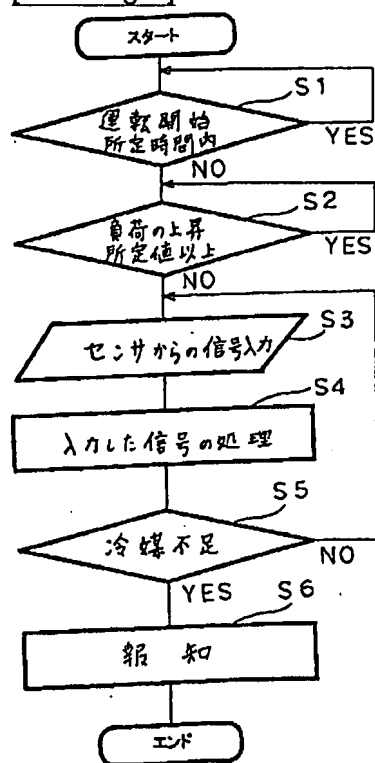 スタート
S1
運転開始
所定時間内
YES
NO
S2
負荷の上昇
所定値以上
YES
NO
S3
センサからの信号入力
S4
入力した信号の処理
S5
冷媒不足
NO
YES
S6
報知
エンド